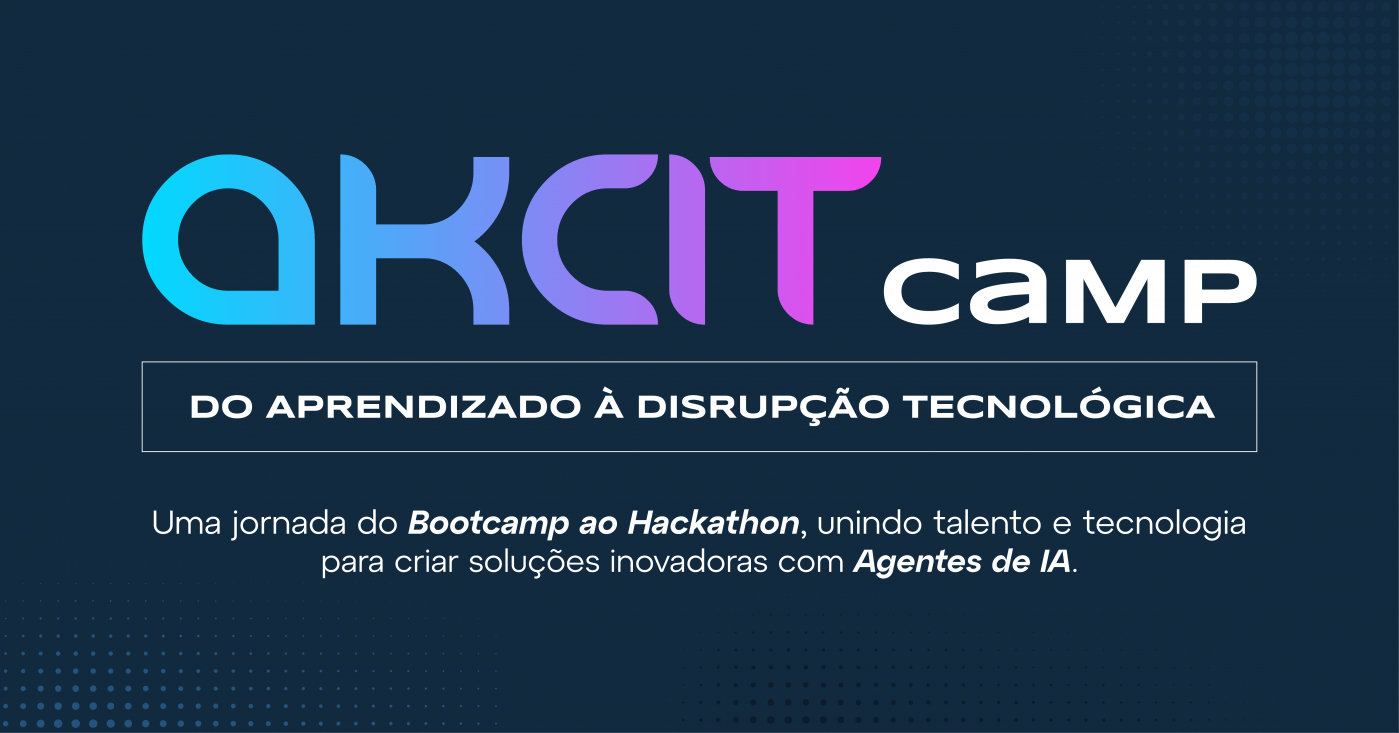 AKCIT CAMP
DO APRENDIZADO À DISRUPÇÃO TECNOLÓGICA
Uma jornada do Bootcamp ao Hackathon, unindo talento e tecnologia
para criar soluções inovadoras com Agentes de IA.